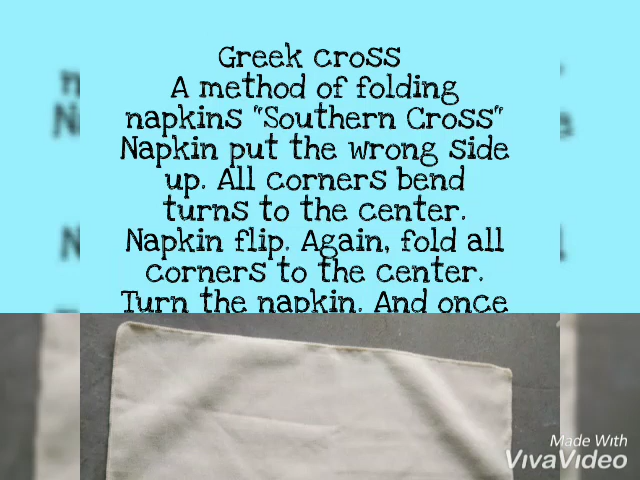 Greek cross
A method of folding
napkins "Southern Cross"
Napkin put the wrong side
up. All corners bend
turns to the center.
Napkin flip. Again, fold all
corners to the center.
Turn the napkin. And once
Made With
VivaVideo